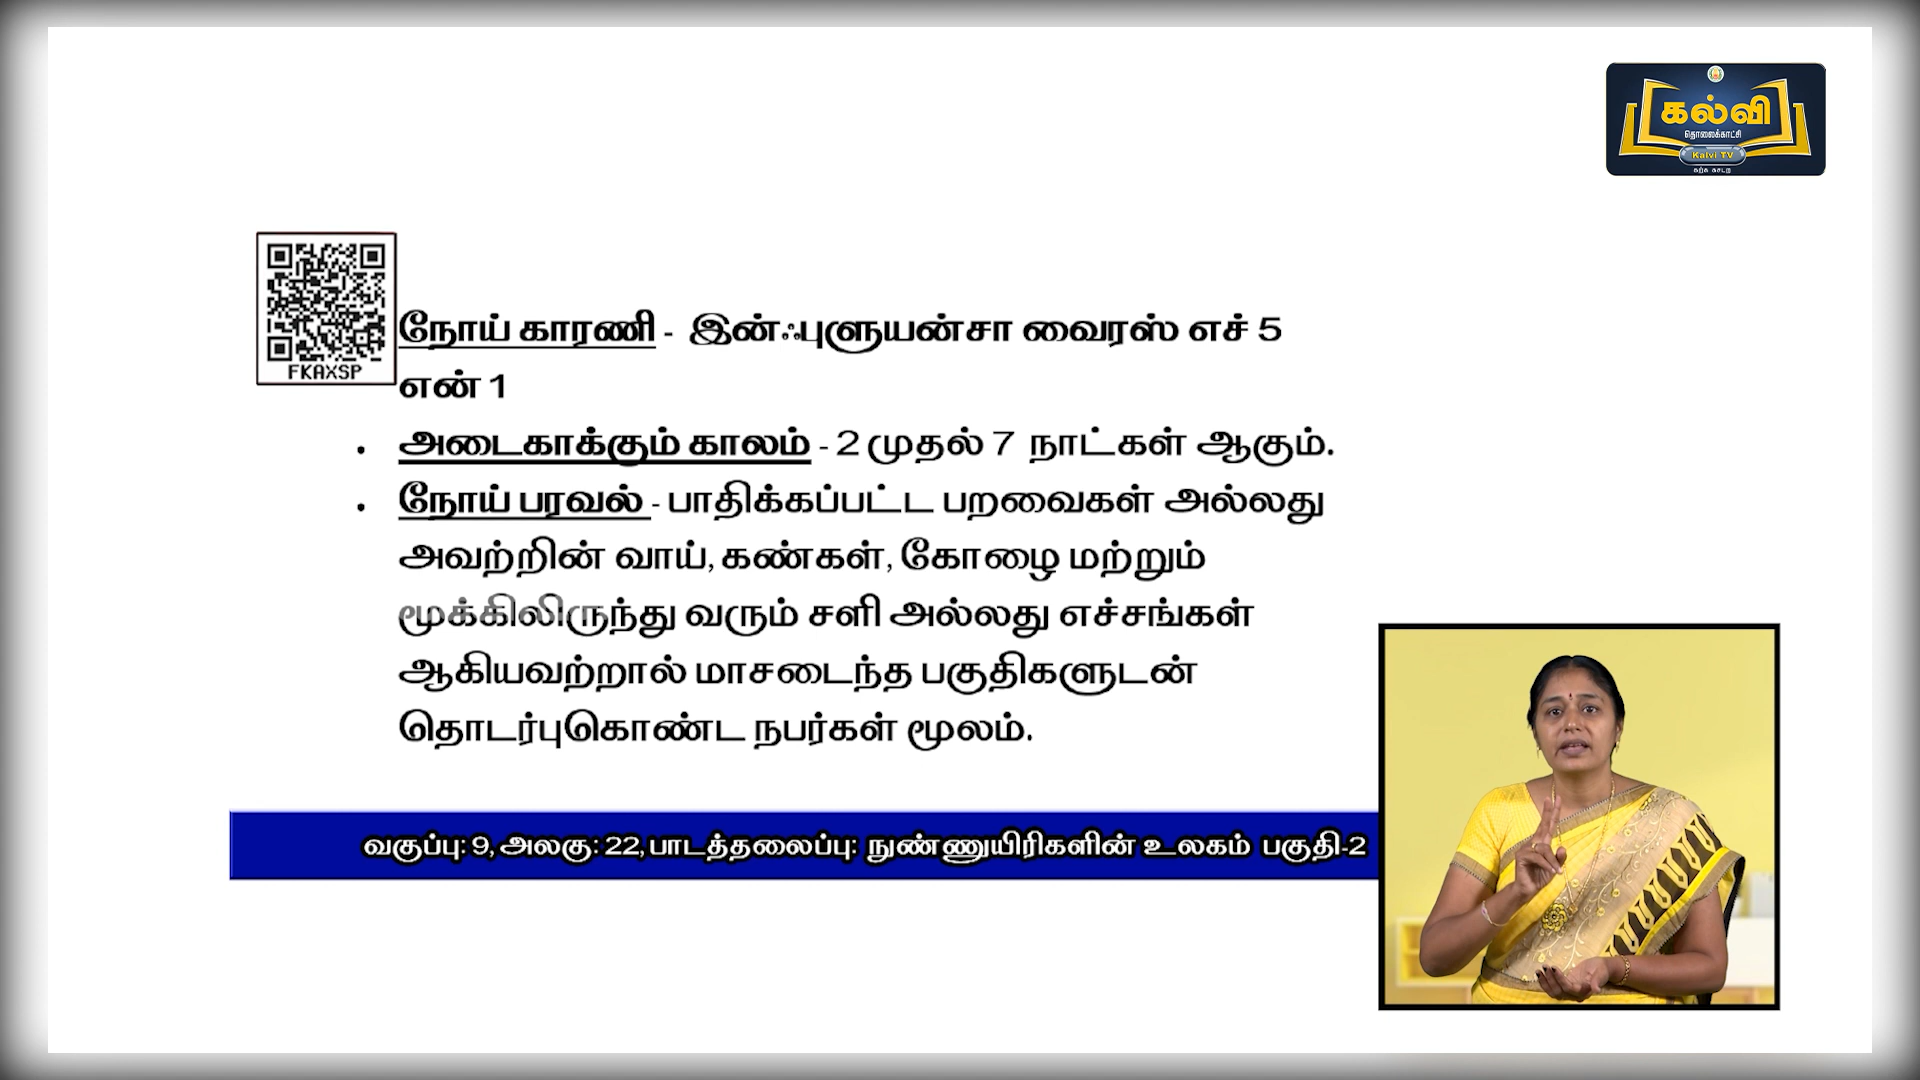 கல்வி
தொலைக்காட்சி
Kalvi TV
கற்க கசடற
FKAXSP
நோய் காரணி - இன்ஃபுளுயன்சா வைரஸ் எச் 5
என் 1
• அடைகாக்கும் காலம் - 2 முதல் 7 நாட்கள் ஆகும்.
• நோய் பரவல் - பாதிக்கப்பட்ட பறவைகள் அல்லது
அவற்றின் வாய், கண்கள், கோழை மற்றும்
மூக்கிலிருந்து வரும் சளி அல்லது எச்சங்கள்
ஆகியவற்றால் மாசடைந்த பகுதிகளுடன்
தொடர்புகொண்ட நபர்கள் மூலம்.
வகுப்பு: 9, அலகு: 22, பாடத்தலைப்பு: நுண்ணுயிரிகளின் உலகம் பகுதி-2